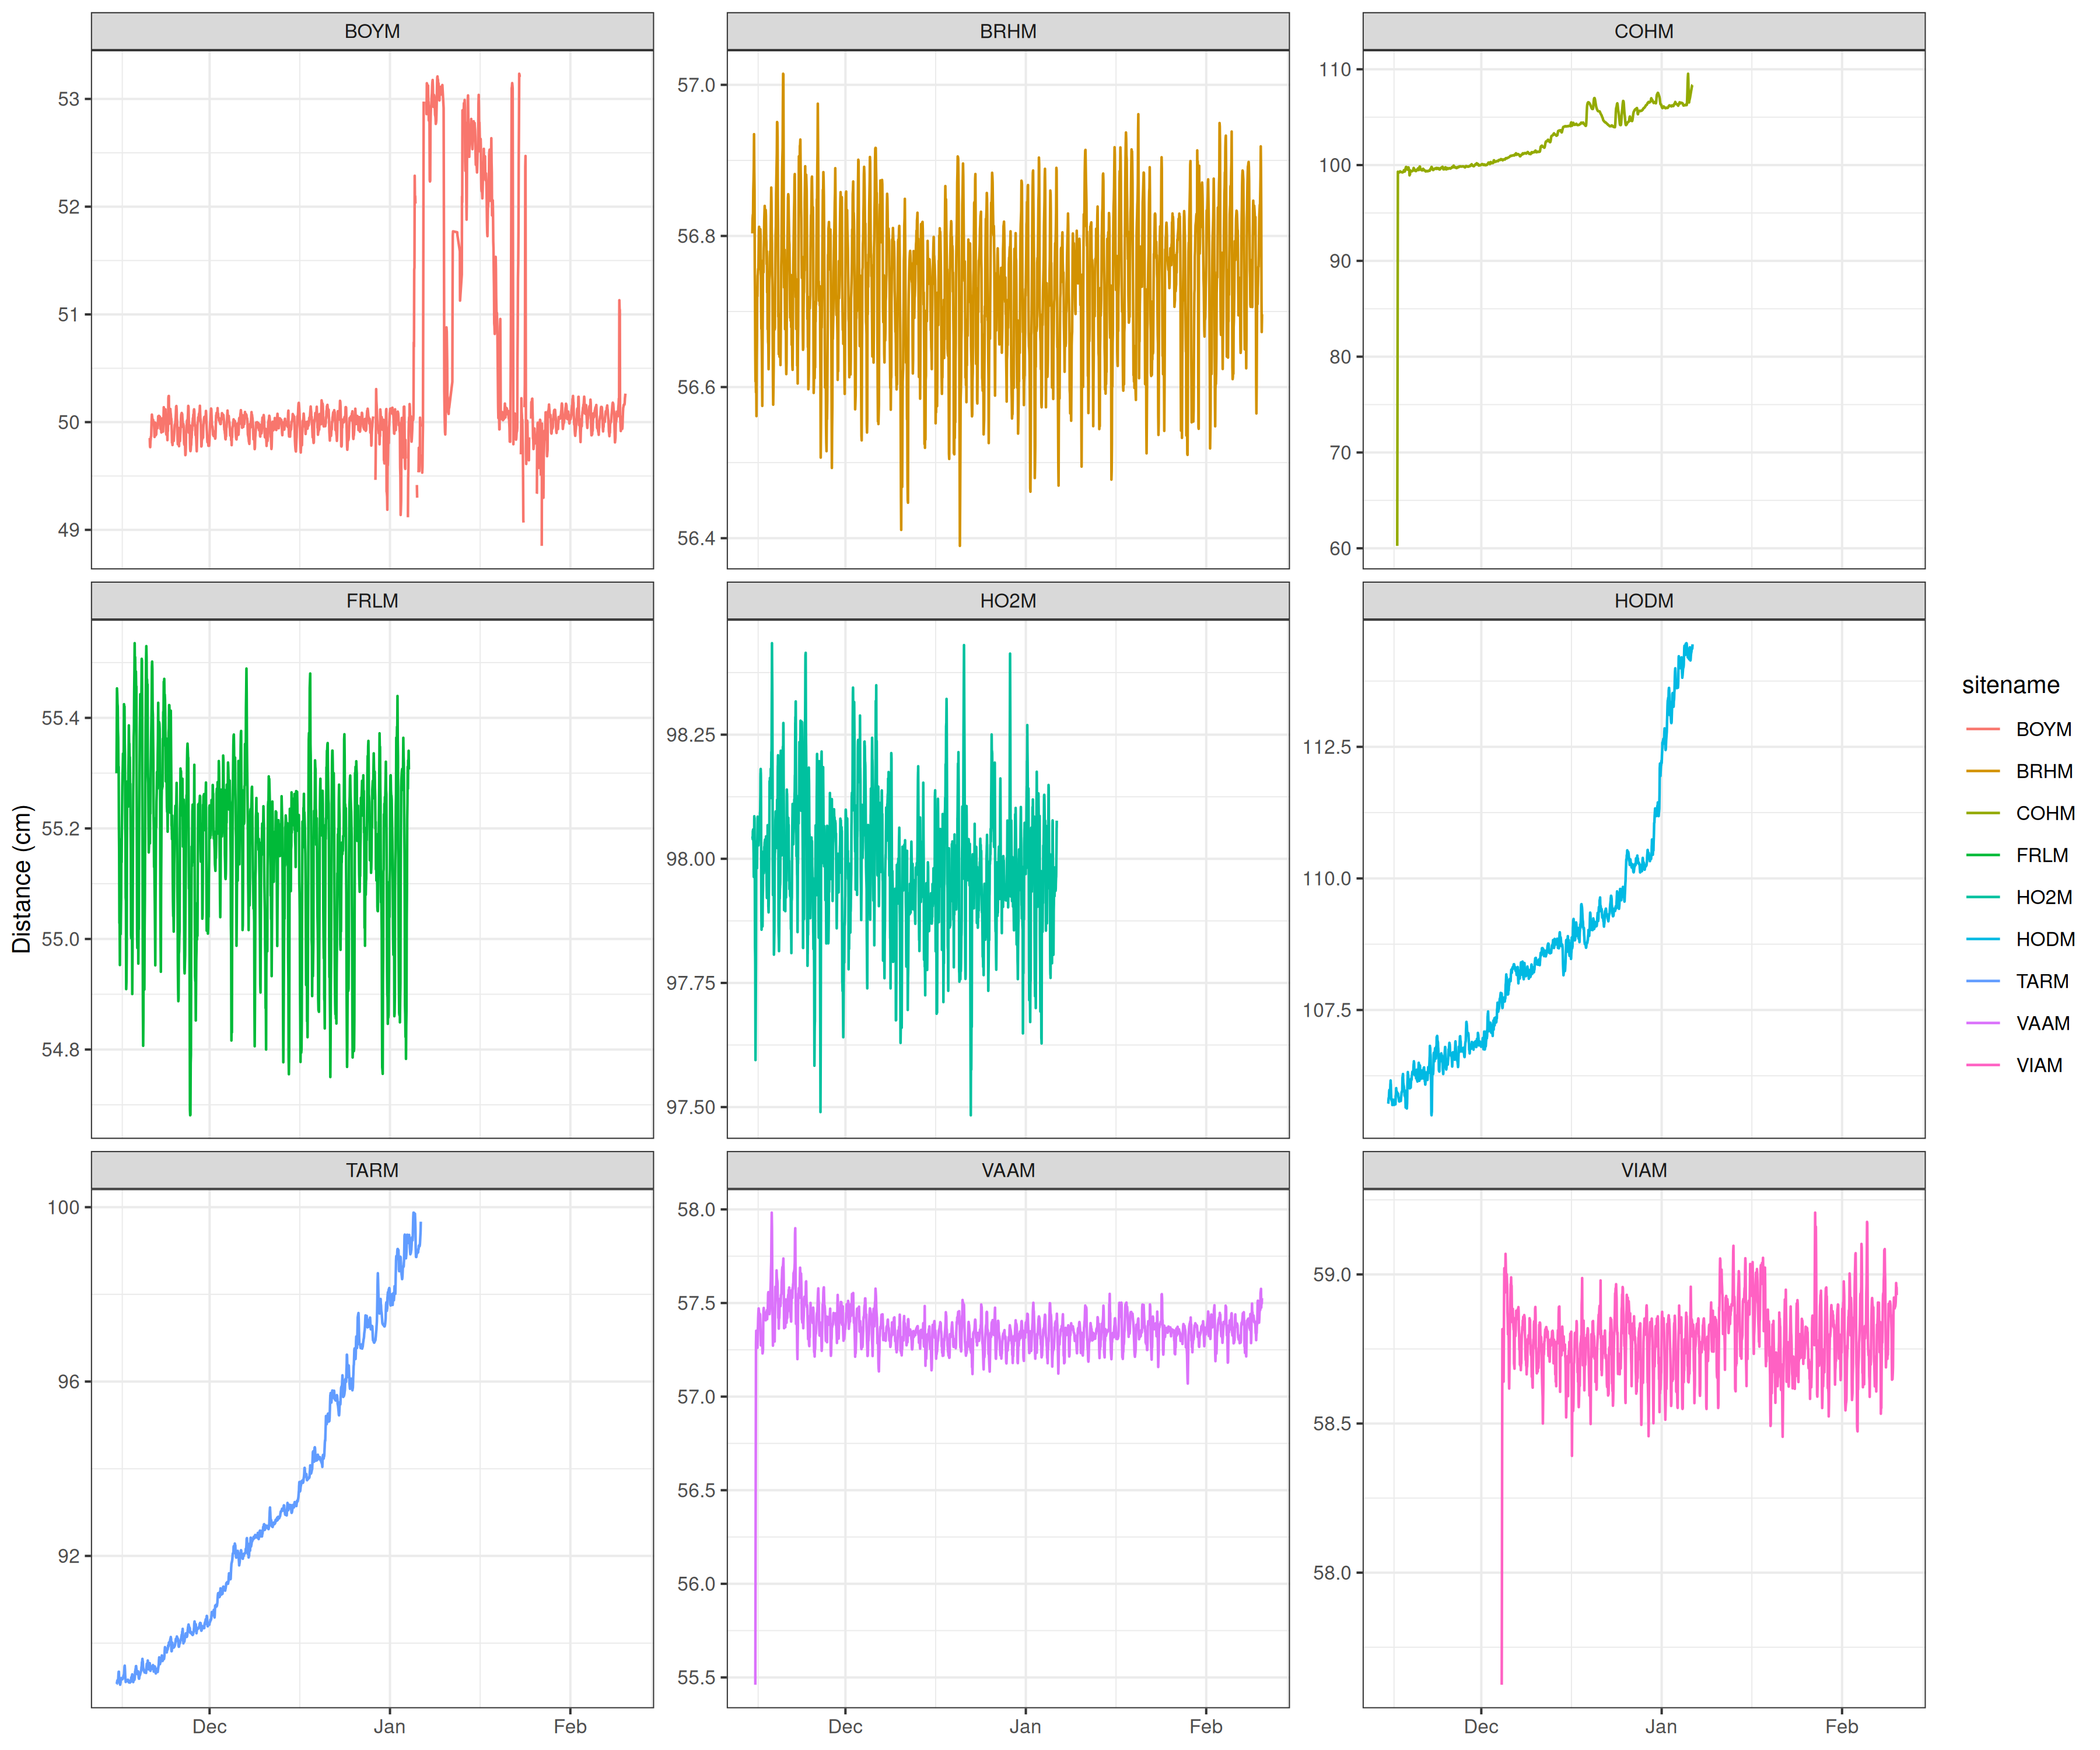 BOYM
BRHM
COHM
53
52
51
50
49
57.0
56.8
56.6
56.4
110
100
90
80
70
60
FRLM
HO2M
HODM
55.4
55.2
55.0
54.8
98.25
98.00
97.75
97.50
112.5
110.0
107.5
Distance (cm)
TARM
VAAM
VIAM
100
96
92
58.0
57.5
57.0
56.5
56.0
55.5
59.0
58.5
58.0
Dec Jan Feb
Dec Jan Feb
Dec Jan Feb
sitename
BOYM
BRHM
COHM
FRLM
HO2M
HODM
TARM
VAAM
VIAM